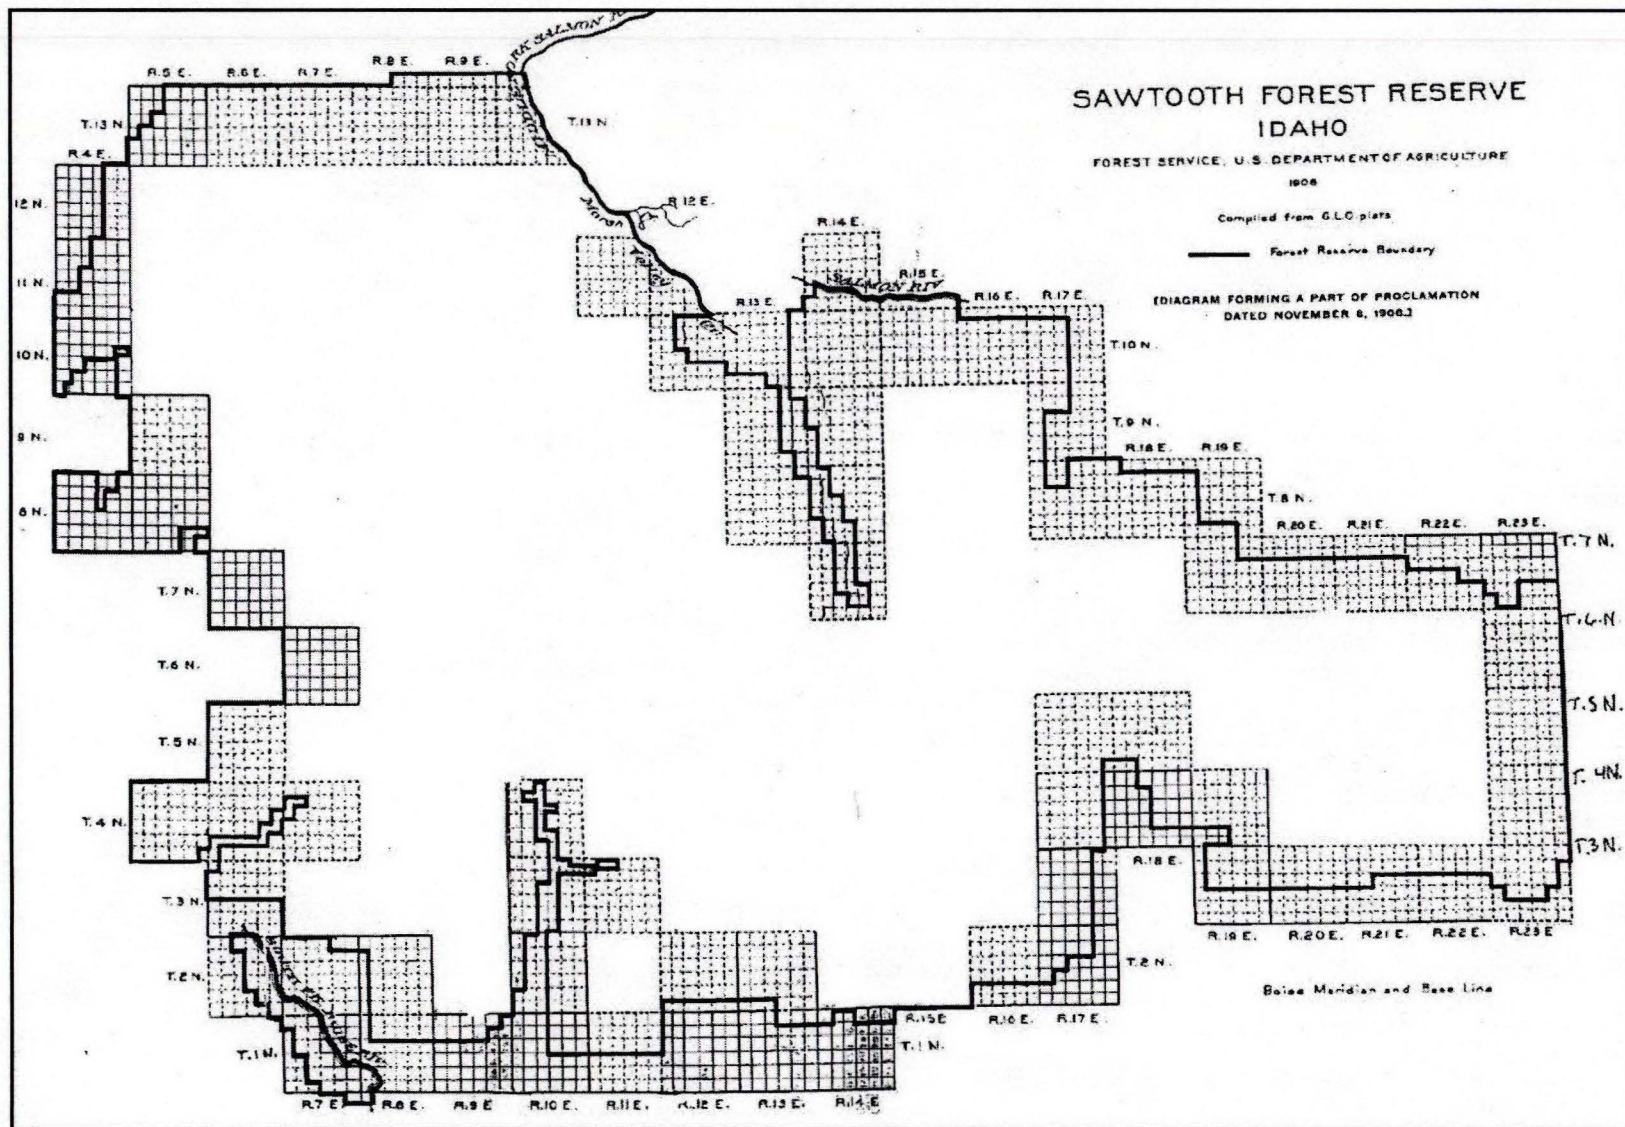 SAWTOOTH FOREST RESERVE
IDAHO
FOREST SERVICE, U.S. DEPARTMENT OF AGRICULTURE
Compiled from G.L.O. plats
Forest Reserve Boundary
[DIAGRAM FORMING A PART OF PROCLAMATION
DATED NOVEMBER 6, 1906.]
FORK SALMON
R.5 E. R.6 E. R.7 E. R.8 E. R.9 E.
T.13 N. T.13 N.
R.4 E.
12 N.
R.12 E.
Marsh
R.14 E.
SALMON RIV
R.15 E.
11 N.
R.13 E. R.16 E. R.17 E.
10 N. T.10 N.
9 N. T.9 N.
R.18 E. R.19 E.
8 N. T.8 N.
R.20 E. R.21 E. R.22 E. R.23 E.
T.7 N.
T.7 N.
T.6 N.
T.6 N.
T.5 N.
T.5 N.
T.4 N.
T.4 N.
T.3 N.
R.18 E.
T.3 N.
R.19 E. R.20 E. R.21 E. R.22 E. R.23 E
T.2 N. T.2 N.
Boise Meridian and Base Line
R.15 E R.16 E. R.17 E.
T.1 N. T.1 N.
R.7 E. R.8 E. R.9 E R.10 E. R.11 E. R.12 E. R.13 E. R.14 E